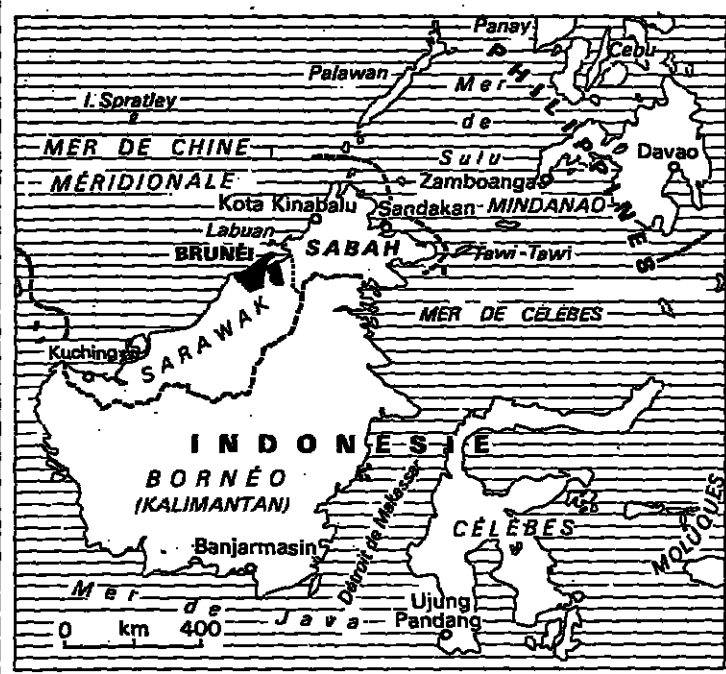 Panay
Cebu
Palawan
Mer
de
Sulu
PHILIPPINES
I. Spratley
MER DE CHINE
MÉRIDIONALE
Davao
Zamboanga
Kota Kinabalu
Sandakan
MINDANAO
Labuan
BRUNEI
SABAH
Tawi-Tawi
MER DE CÉLÈBES
SARAWAK
Kuching
INDONESIE
BORNÉO
(KALIMANTAN)
Détroit de Makassar
CÉLÈBES
MOLUQUES
Banjarmasin
Mer de Java
Ujung
Pandang
0 km 400